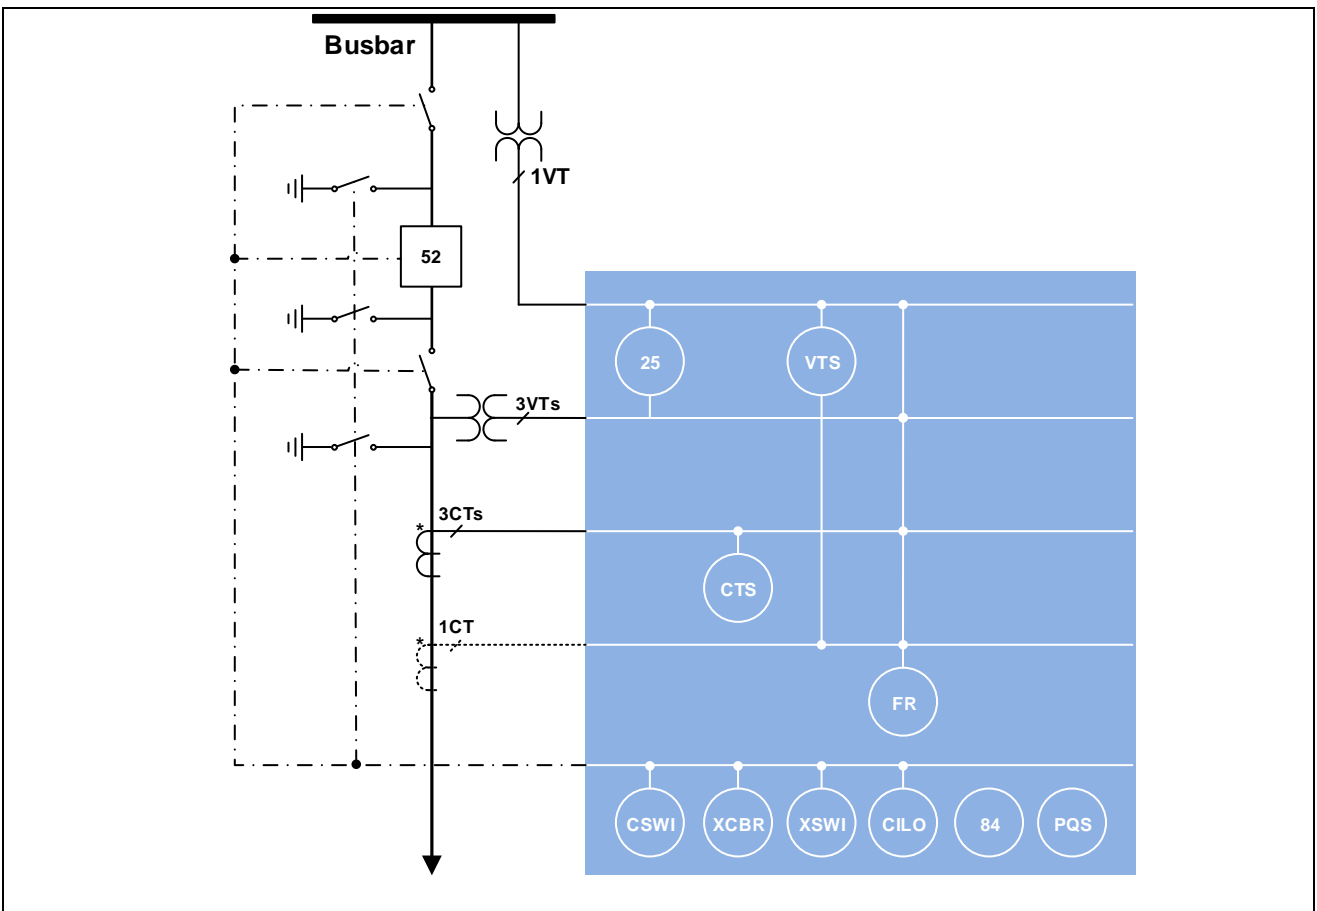 Busbar
1VT
52
25
VTS
3VTs
* 3CTs
CTS
* 1CT
FR
CSWI XCBR XSWI CILO 84 PQS